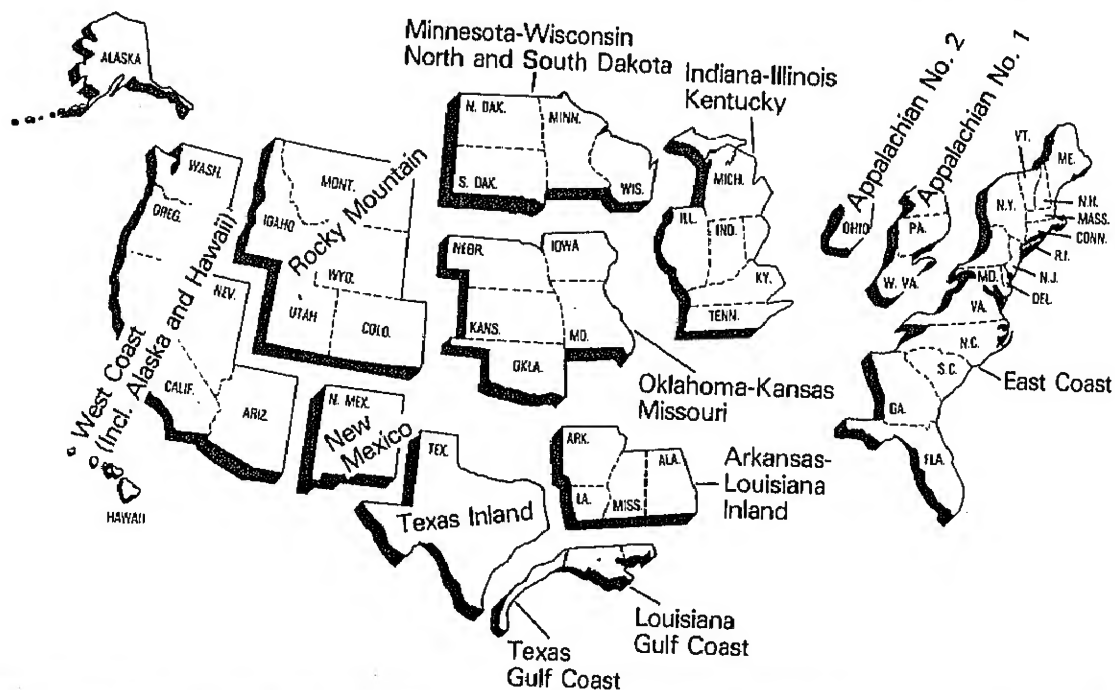 ALASKA
Minnesota-Wisconsin
North and South Dakota
Indiana-Illinois
Kentucky
Appalachian No. 2
Appalachian No. 1
WASH.
OREG.
NEV.
CALIF.
ARIZ.
West Coast
(Incl. Alaska and Hawaii)
HAWAII
MONT.
IDAHO
WYO.
UTAH
COLO.
Rocky Mountain
N. MEX.
New
Mexico
N. DAK.
MINN.
S. DAK.
WIS.
NEBR.
IOWA
KANS.
MO.
OKLA.
Oklahoma-Kansas
Missouri
MICH.
ILL.
IND.
KY.
TENN.
OHIO
PA.
W. VA.
VT.
ME.
N.Y.
N.H.
MASS.
CONN.
R.I.
N.J.
MD.
DEL.
VA.
N.C.
S.C.
GA.
FLA.
East Coast
TEX.
Texas Inland
ARK.
LA.
MISS.
ALA.
Arkansas-
Louisiana
Inland
Louisiana
Gulf Coast
Texas
Gulf Coast